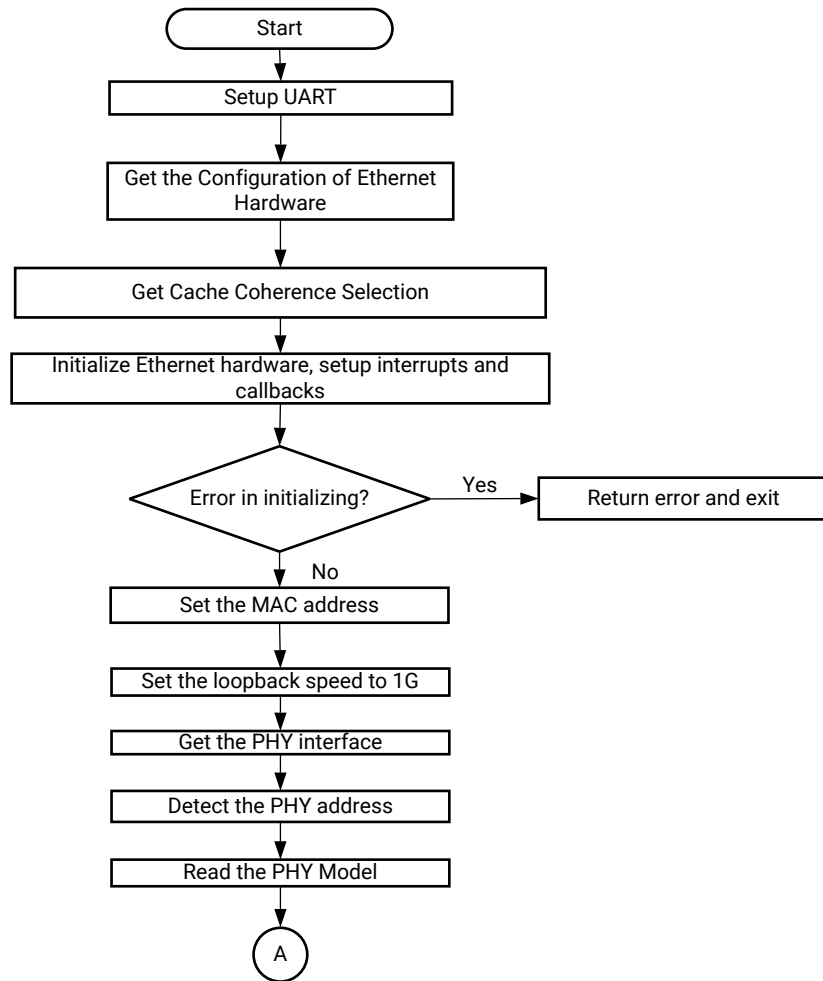 Start
Setup UART
Get the Configuration of Ethernet
Hardware
Get Cache Coherence Selection
Initialize Ethernet hardware, setup interrupts and
callbacks
Error in initializing?
Yes
Return error and exit
No
Set the MAC address
Set the loopback speed to 1G
Get the PHY interface
Detect the PHY address
Read the PHY Model
A